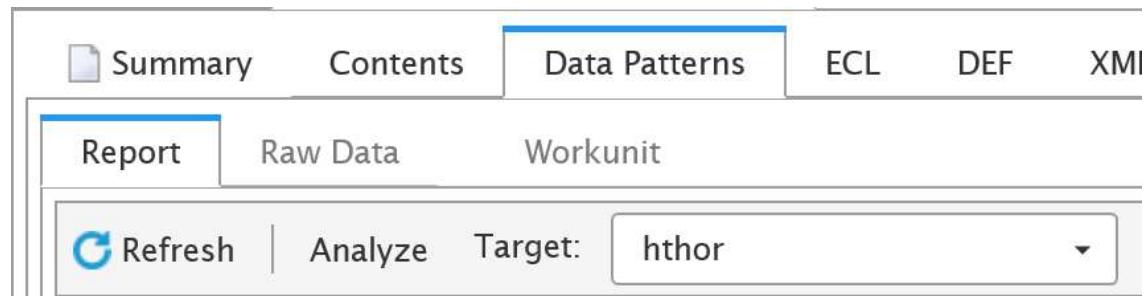 Summary Contents Data Patterns ECL DEF
Report Raw Data Workunit
Refresh Analyze Target: hthor